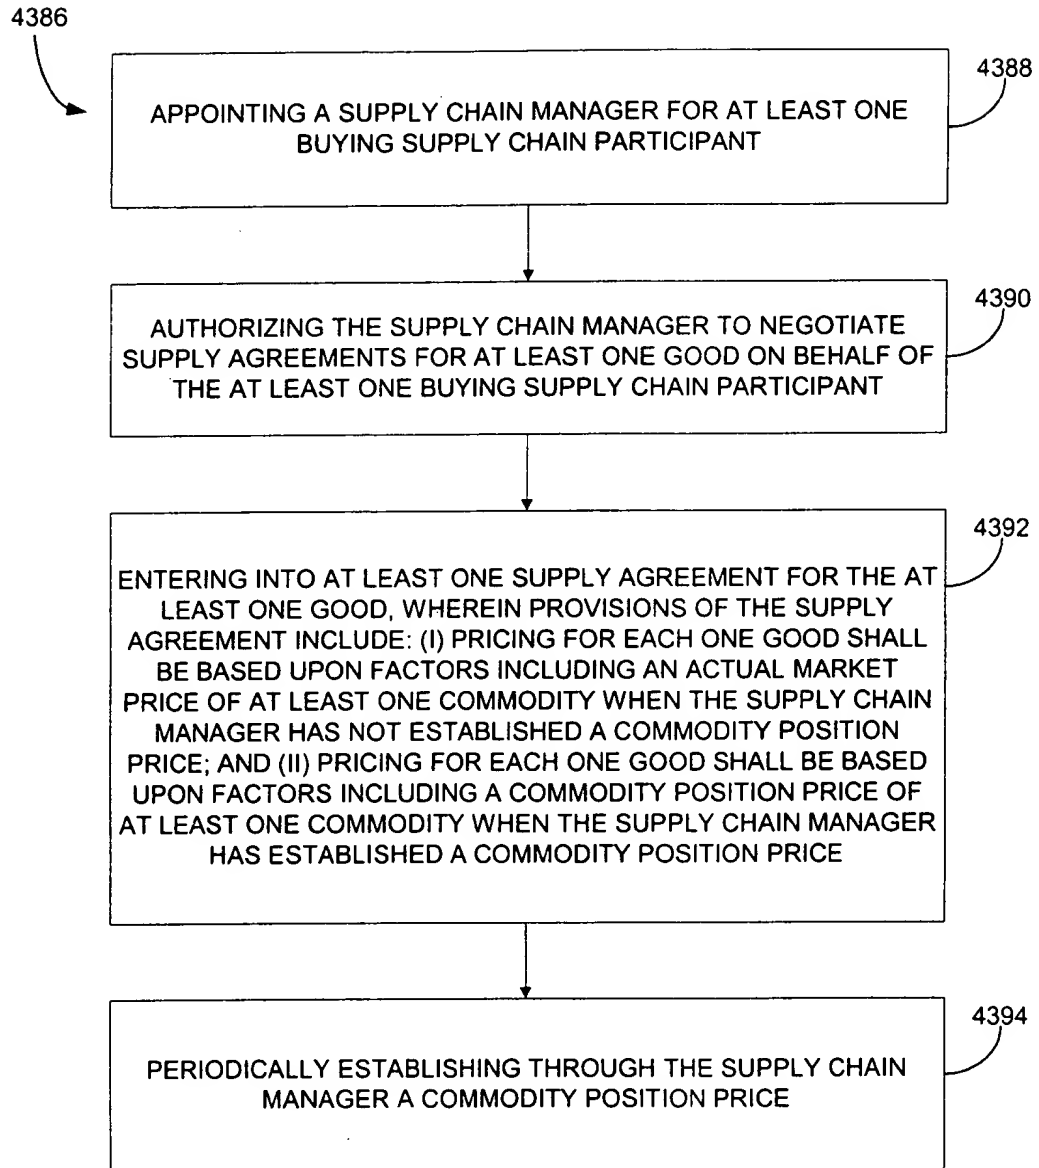 4386
4388
APPOINTING A SUPPLY CHAIN MANAGER FOR AT LEAST ONE
BUYING SUPPLY CHAIN PARTICIPANT
4390
AUTHORIZING THE SUPPLY CHAIN MANAGER TO NEGOTIATE
SUPPLY AGREEMENTS FOR AT LEAST ONE GOOD ON BEHALF OF
THE AT LEAST ONE BUYING SUPPLY CHAIN PARTICIPANT
4392
ENTERING INTO AT LEAST ONE SUPPLY AGREEMENT FOR THE AT
LEAST ONE GOOD, WHEREIN PROVISIONS OF THE SUPPLY
AGREEMENT INCLUDE: (I) PRICING FOR EACH ONE GOOD SHALL
BE BASED UPON FACTORS INCLUDING AN ACTUAL MARKET
PRICE OF AT LEAST ONE COMMODITY WHEN THE SUPPLY CHAIN
MANAGER HAS NOT ESTABLISHED A COMMODITY POSITION
PRICE; AND (II) PRICING FOR EACH ONE GOOD SHALL BE BASED
UPON FACTORS INCLUDING A COMMODITY POSITION PRICE OF
AT LEAST ONE COMMODITY WHEN THE SUPPLY CHAIN MANAGER
HAS ESTABLISHED A COMMODITY POSITION PRICE
4394
PERIODICALLY ESTABLISHING THROUGH THE SUPPLY CHAIN
MANAGER A COMMODITY POSITION PRICE